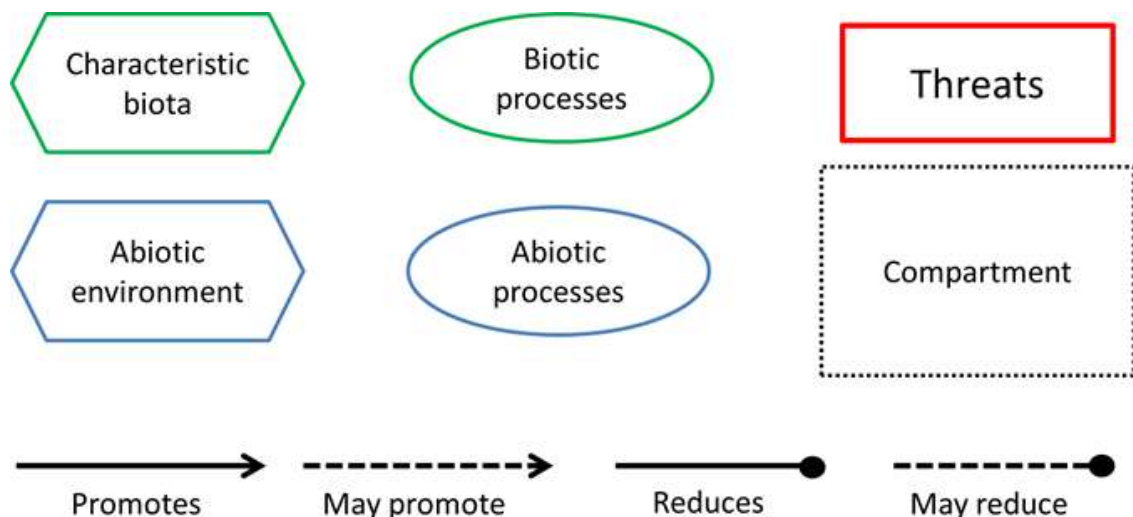 Characteristic
biota
Biotic
processes
Threats
Abiotic
environment
Abiotic
processes
Compartment
Promotes
May promote
Reduces
May reduce